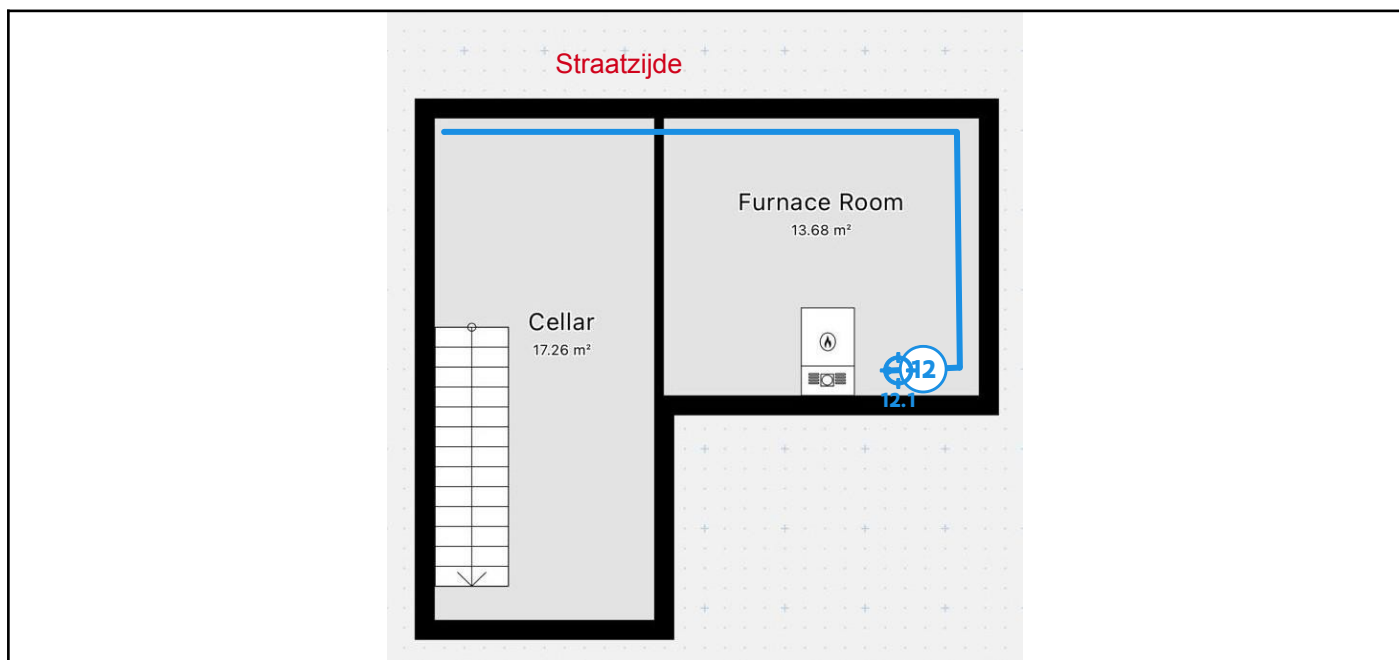 Straatzijde
Furnace Room
13.68 m²
Cellar
17.26 m²
12
12.1